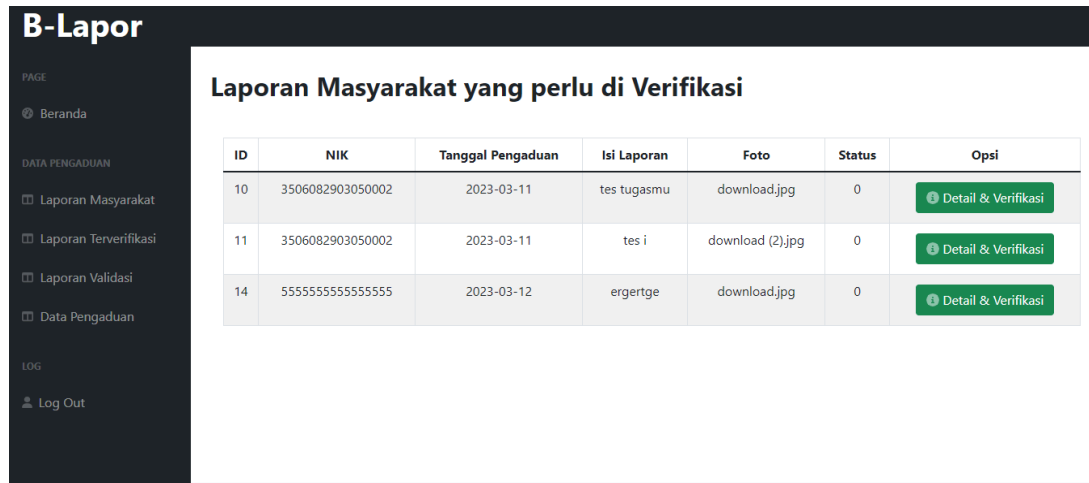 B-Lapor
PAGE
Beranda
DATA PENGADUAN
Laporan Masyarakat
Laporan Terverifikasi
Laporan Validasi
Data Pengaduan
LOG
Log Out
Laporan Masyarakat yang perlu di Verifikasi
ID NIK Tanggal Pengaduan Isi Laporan Foto Status Opsi
10 3506082903050002 2023-03-11 tes tugasmu download.jpg 0 Detail & Verifikasi
11 3506082903050002 2023-03-11 tes i download (2).jpg 0 Detail & Verifikasi
14 5555555555555555 2023-03-12 ergertge download.jpg 0 Detail & Verifikasi